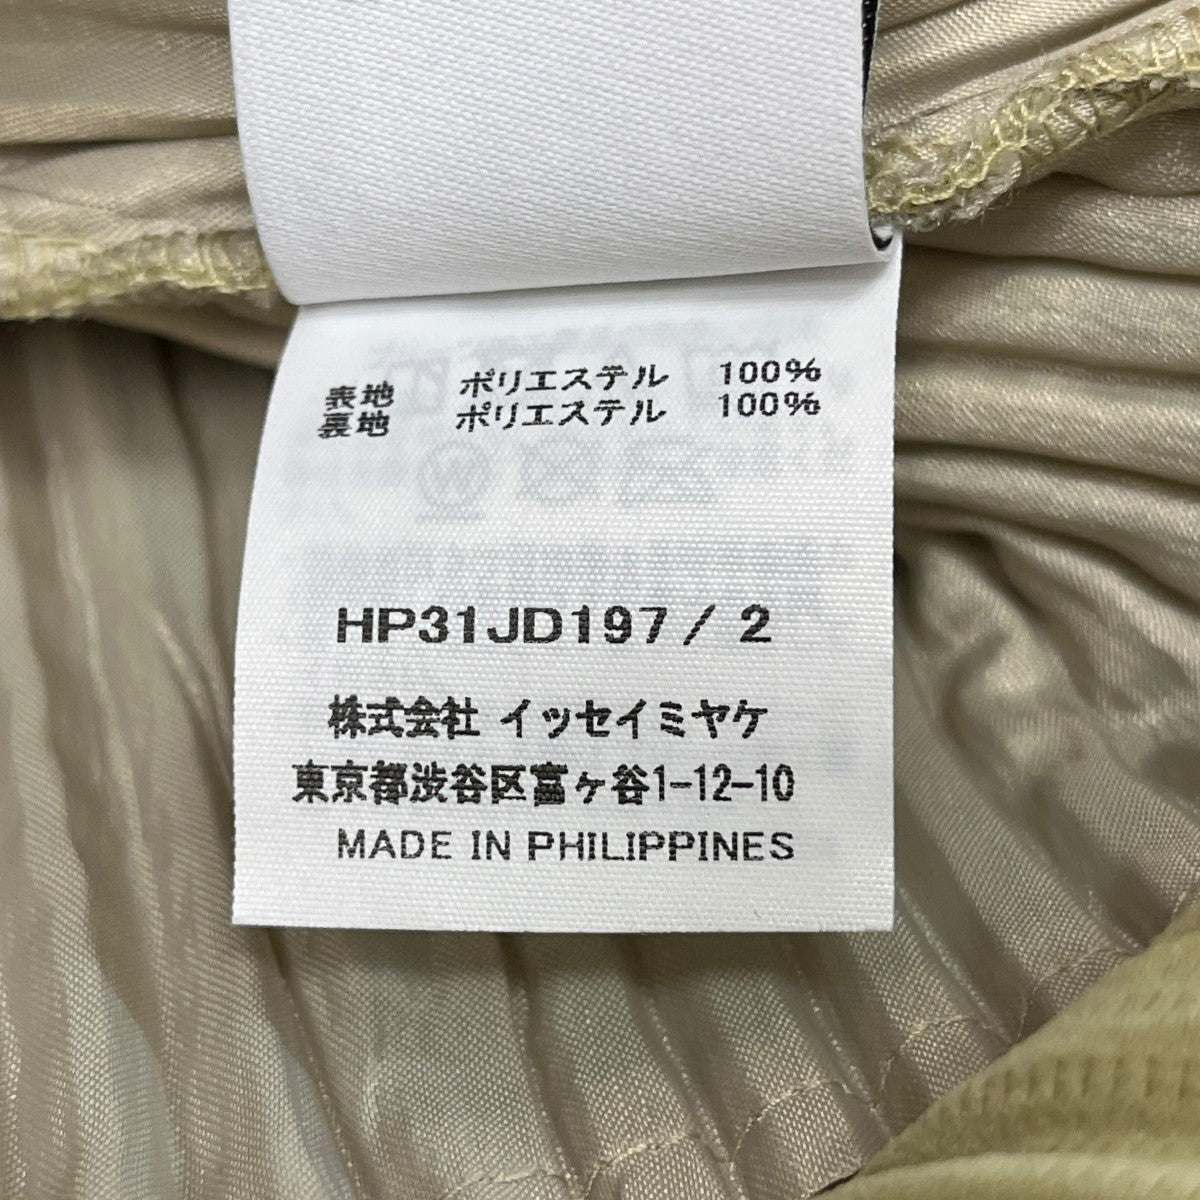 表地 ポリエステル 100%
裏地 ポリエステル 100%
HP31JD197 / 2
株式会社 イッセイミヤケ
東京都渋谷区富ヶ谷1-12-10
MADE IN PHILIPPINES